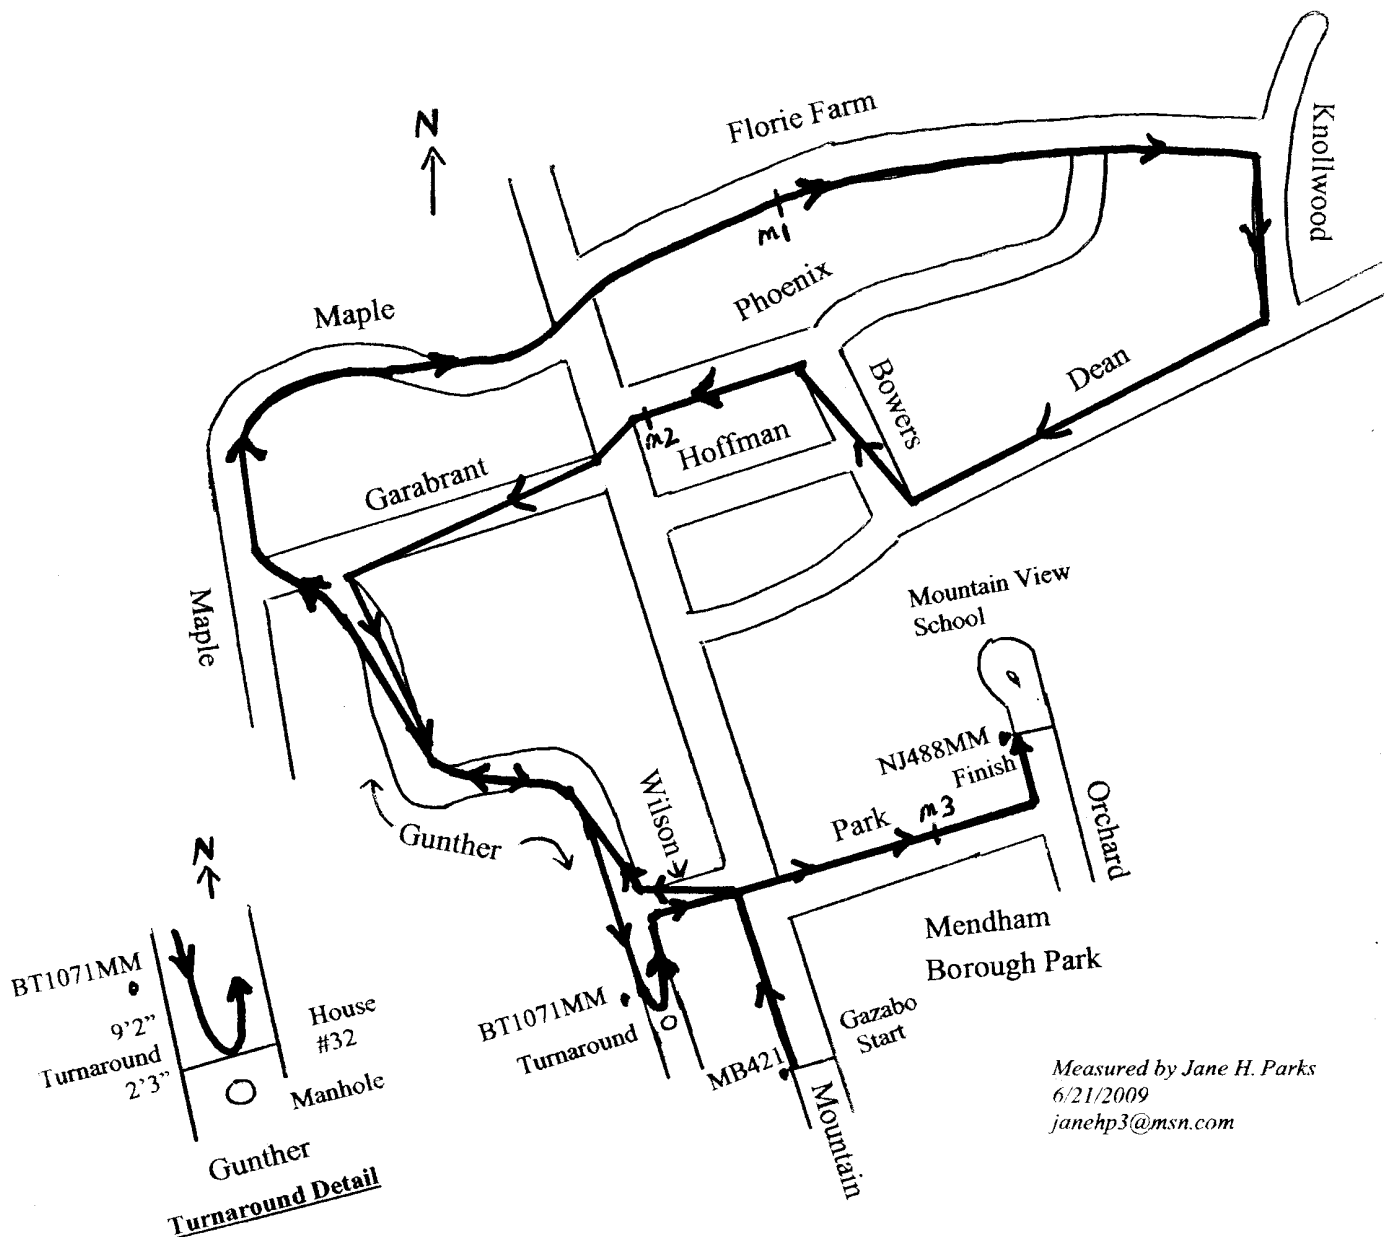 N
Florie Farm
Knollwood
m1
Maple
Phoenix
Bowers
Dean
m2
Hoffman
Garabrant
Maple
Mountain View
School
NJ488MM
Finish
Wilson
Park
m3
Orchard
Gunther
Mendham
Borough Park
N
BT1071MM
9'2"
Turnaround
2'3"
House
#32
Manhole
Gunther
Turnaround Detail
BT1071MM
Turnaround
MB421
Gazabo
Start
Mountain
Measured by Jane H. Parks
6/21/2009
janehp3@msn.com